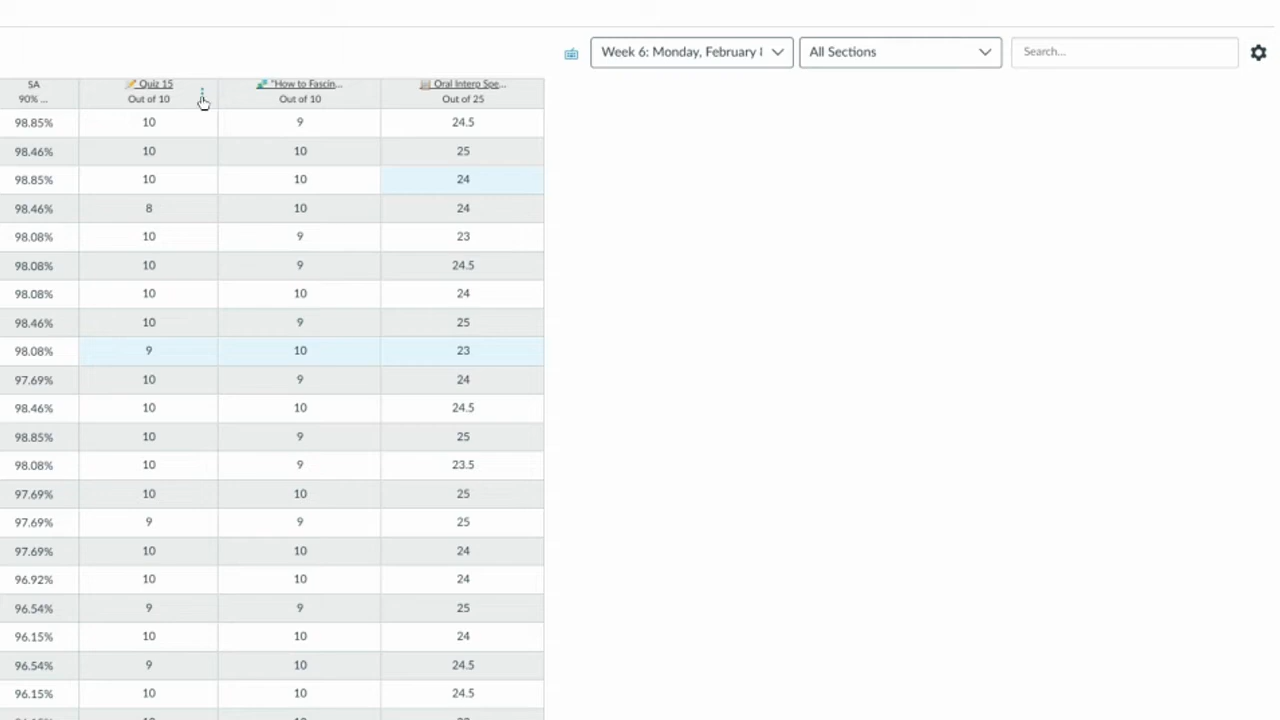 Week 6: Monday, February
All Sections
Search...
SA
Quiz 15
"How to Fascin...
Oral Interp Spe...
90% ...
Out of 10
Out of 10
Out of 25
98.85% 10 9 24.5
98.46% 10 10 25
98.85% 10 10 24
98.46% 8 10 24
98.08% 10 9 23
98.08% 10 9 24.5
98.08% 10 10 24
98.46% 10 9 25
98.08% 9 10 23
97.69% 10 9 24
98.46% 10 10 24.5
98.85% 10 9 25
98.08% 10 9 23.5
97.69% 10 10 25
97.69% 9 9 25
97.69% 10 10 24
96.92% 10 10 24
96.54% 9 9 25
96.15% 10 10 24
96.54% 9 10 24.5
96.15% 10 10 24.5